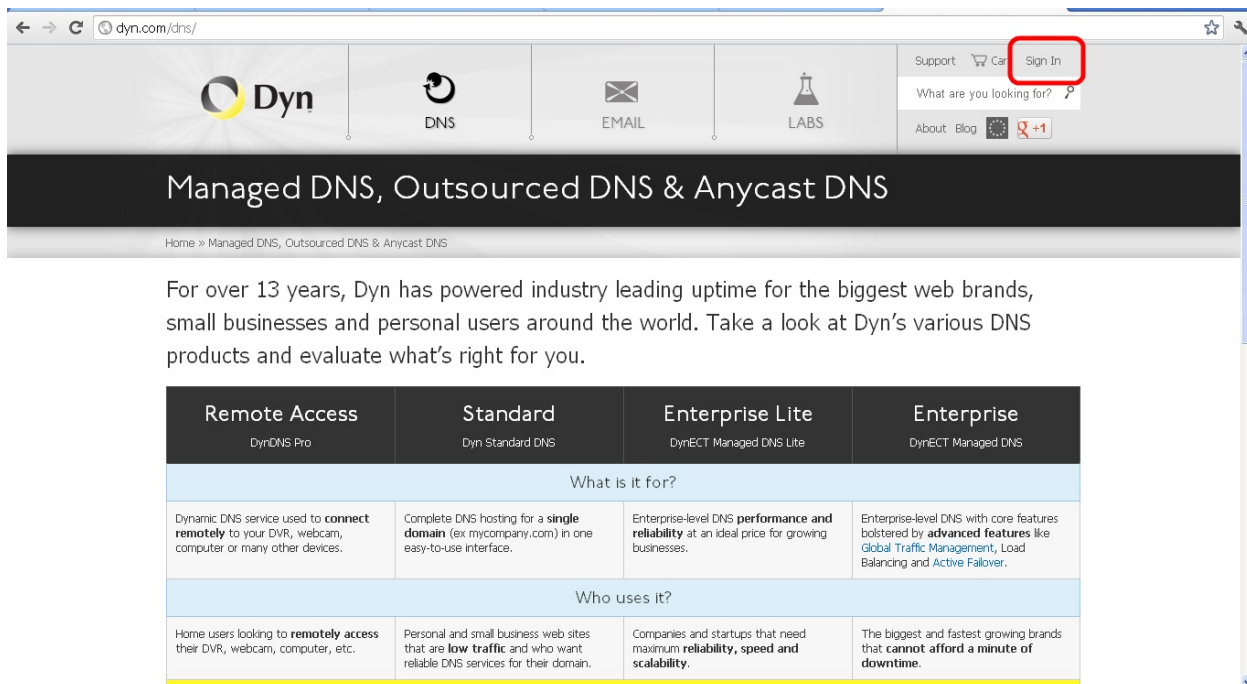 dyn.com/dns/
Support Car Sign In
Dyn
DNS
EMAIL
LABS
What are you looking for?
About Blog +1
Managed DNS, Outsourced DNS & Anycast DNS
Home » Managed DNS, Outsourced DNS & Anycast DNS
For over 13 years, Dyn has powered industry leading uptime for the biggest web brands,
small businesses and personal users around the world. Take a look at Dyn's various DNS
products and evaluate what's right for you.
Remote Access
DynDNS Pro
Standard
Dyn Standard DNS
Enterprise Lite
DynECT Managed DNS Lite
Enterprise
DynECT Managed DNS
What is it for?
Dynamic DNS service used to connect
remotely to your DVR, webcam,
computer or many other devices.
Complete DNS hosting for a single
domain (ex mycompany.com) in one
easy-to-use interface.
Enterprise-level DNS performance and
reliability at an ideal price for growing
businesses.
Enterprise-level DNS with core features
bolstered by advanced features like
Global Traffic Management, Load
Balancing and Active Failover.
Who uses it?
Home users looking to remotely access
their DVR, webcam, computer, etc.
Personal and small business web sites
that are low traffic and who want
reliable DNS services for their domain.
Companies and startups that need
maximum reliability, speed and
scalability.
The biggest and fastest growing brands
that cannot afford a minute of
downtime.